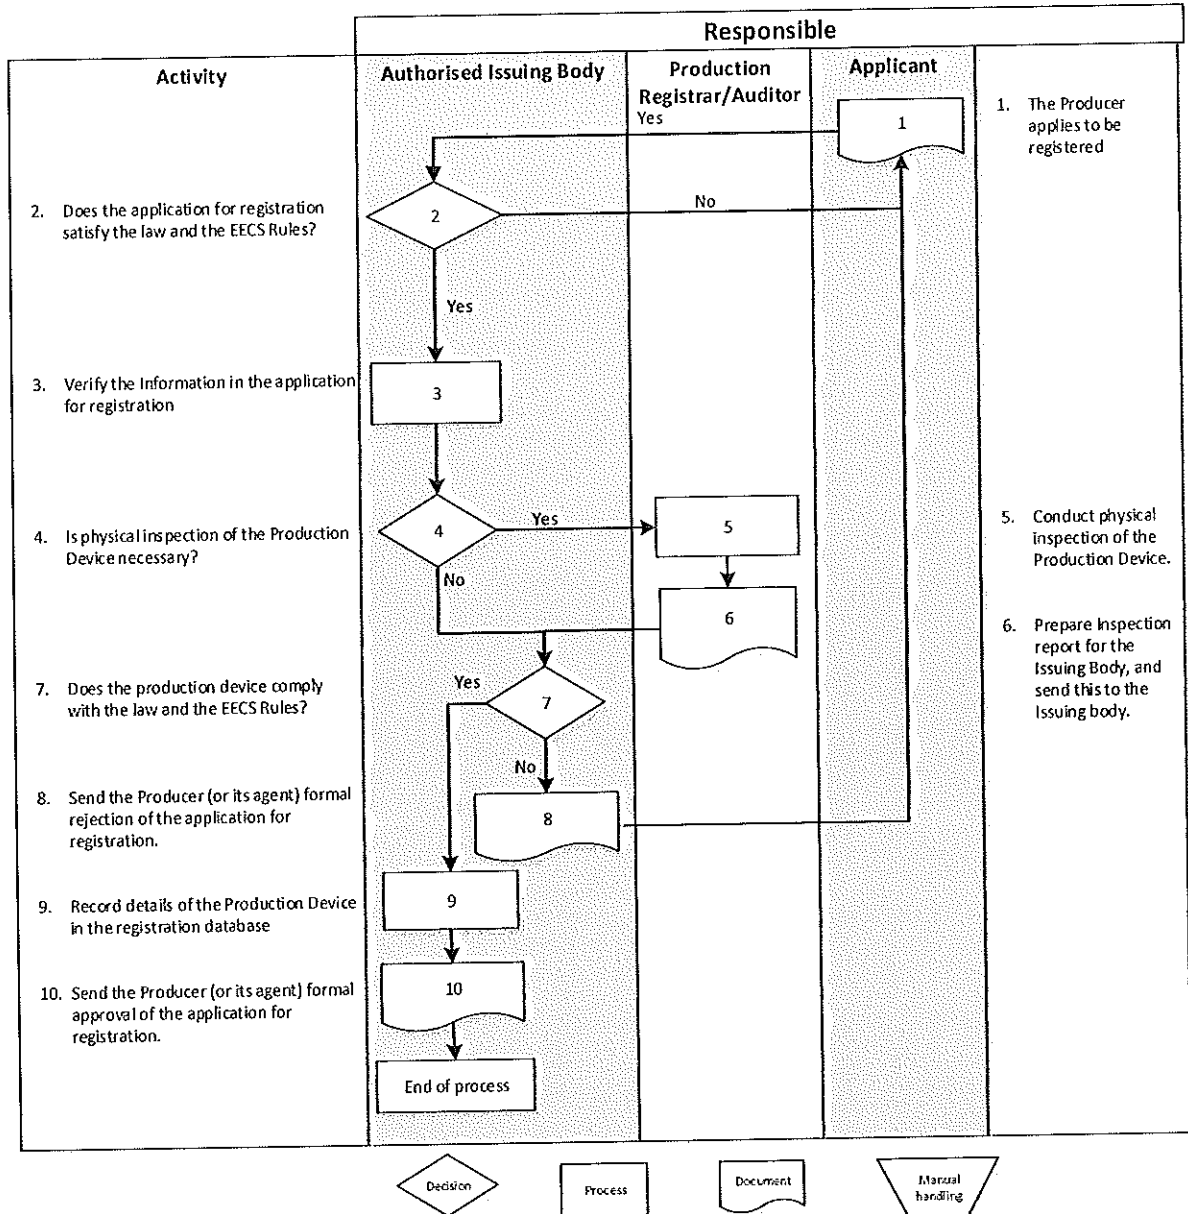 Responsible
Activity
Authorised Issuing Body
Production
Registrar/Auditor
Applicant
Yes
1
1. The Producer
applies to be
registered
2. Does the application for registration
satisfy the law and the EECS Rules?
2
No
Yes
3. Verify the Information in the application
for registration
3
4. Is physical inspection of the Production
Device necessary?
4
Yes
5
5. Conduct physical
inspection of the
Production Device.
No
6
6. Prepare Inspection
report for the
Issuing Body, and
send this to the
Issuing body.
7. Does the production device comply
with the law and the EECS Rules?
Yes
7
No
8. Send the Producer (or its agent) formal
rejection of the application for
registration.
8
9. Record details of the Production Device
in the registration database
9
10. Send the Producer (or its agent) formal
approval of the application for
registration.
10
End of process
Decision
Process
Document
Manual
handling